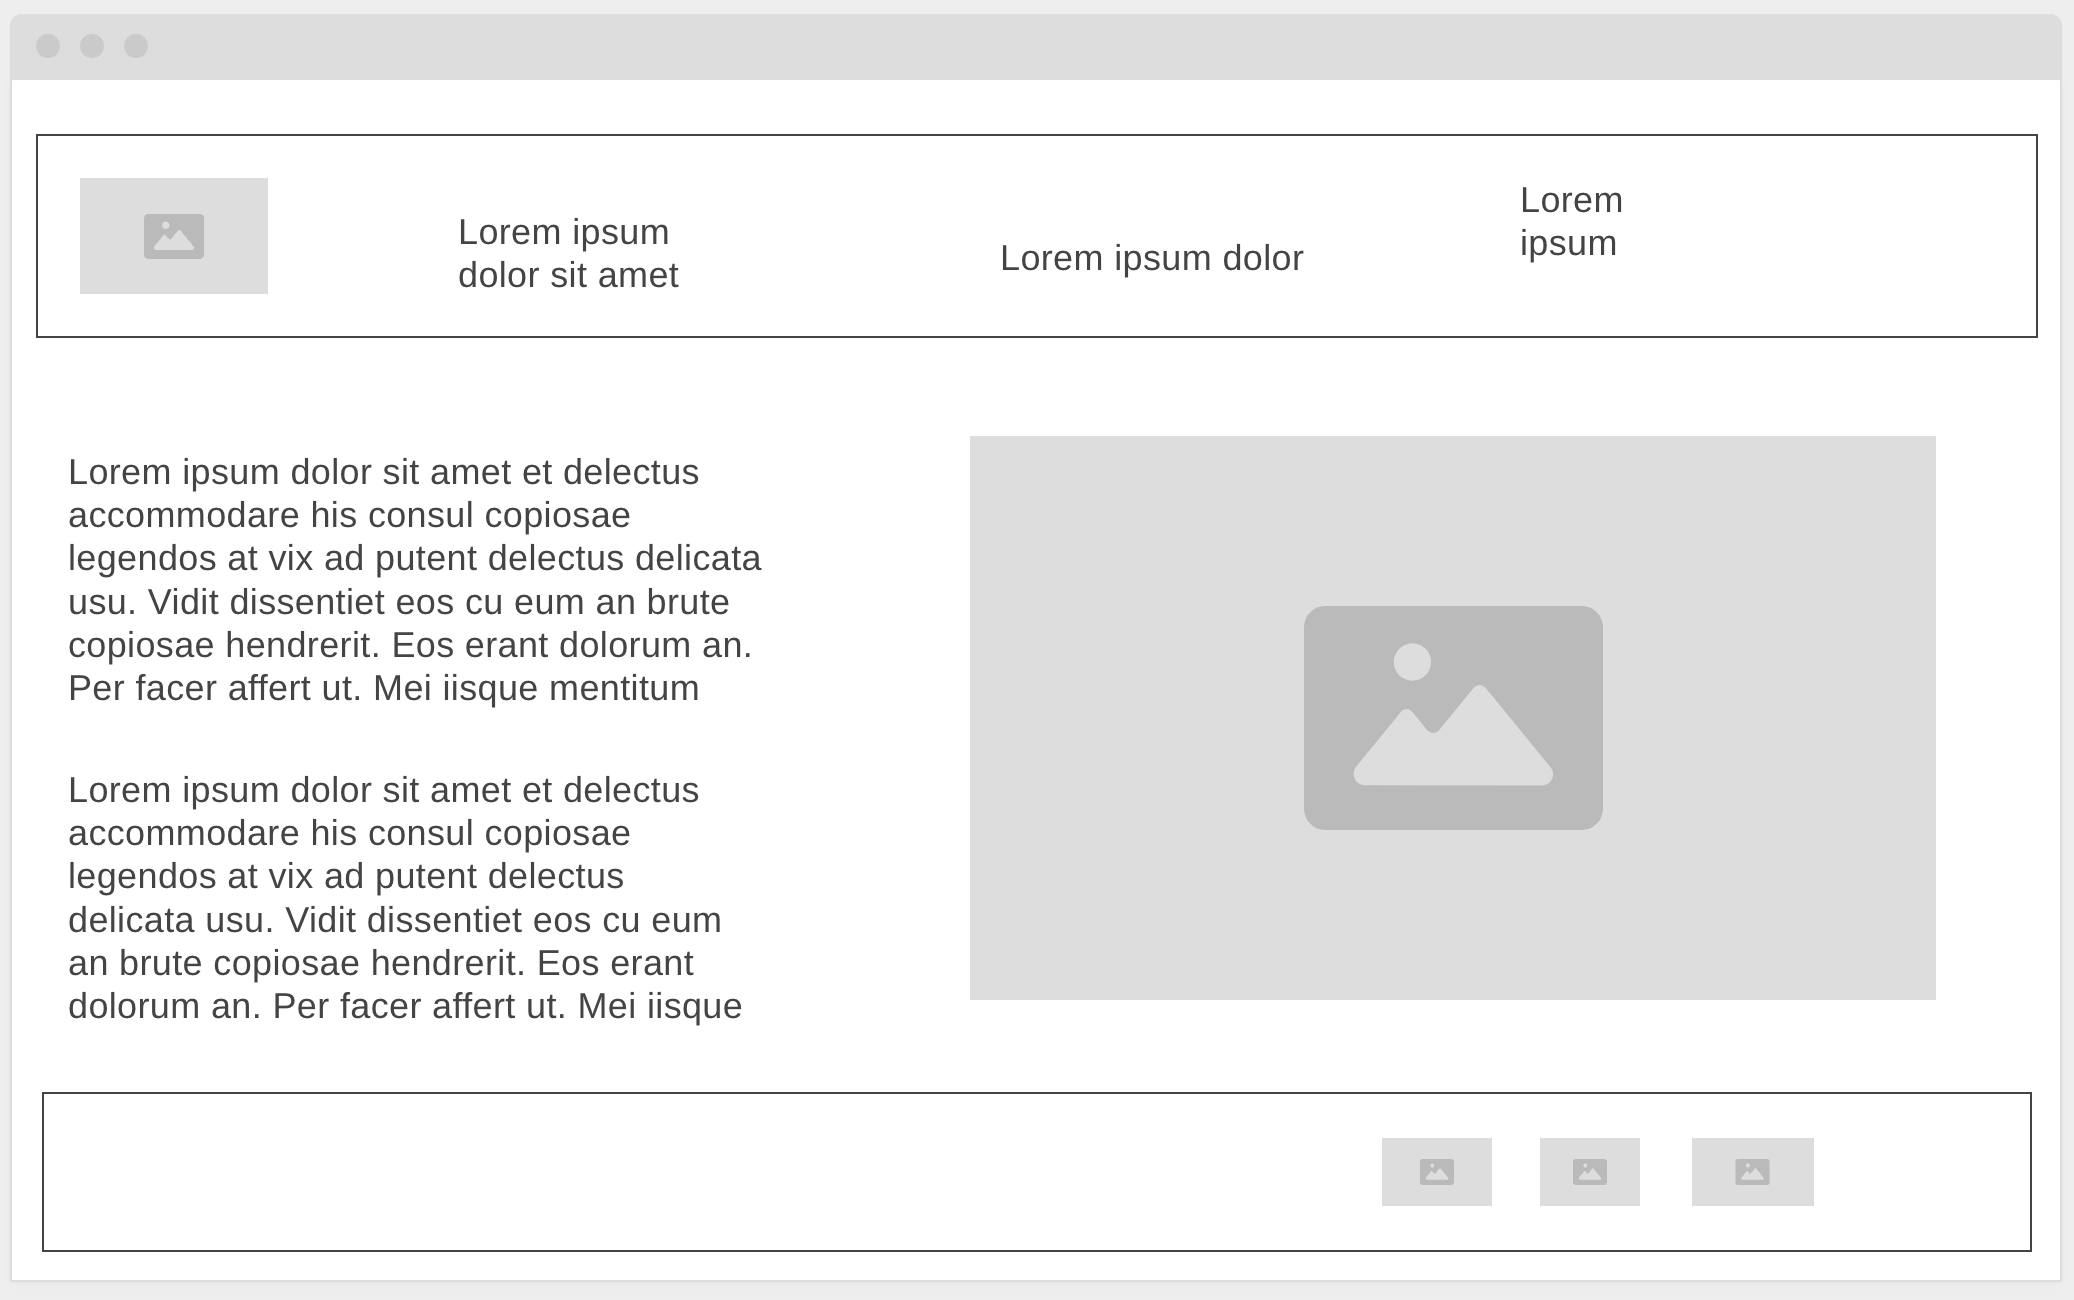 Lorem ipsum
dolor sit amet
Lorem ipsum dolor
Lorem
ipsum
Lorem ipsum dolor sit amet et delectus
accommodare his consul copiosae
legendos at vix ad putent delectus delicata
usu. Vidit dissentiet eos cu eum an brute
copiosae hendrerit. Eos erant dolorum an.
Per facer affert ut. Mei iisque mentitum
Lorem ipsum dolor sit amet et delectus
accommodare his consul copiosae
legendos at vix ad putent delectus
delicata usu. Vidit dissentiet eos cu eum
an brute copiosae hendrerit. Eos erant
dolorum an. Per facer affert ut. Mei iisque